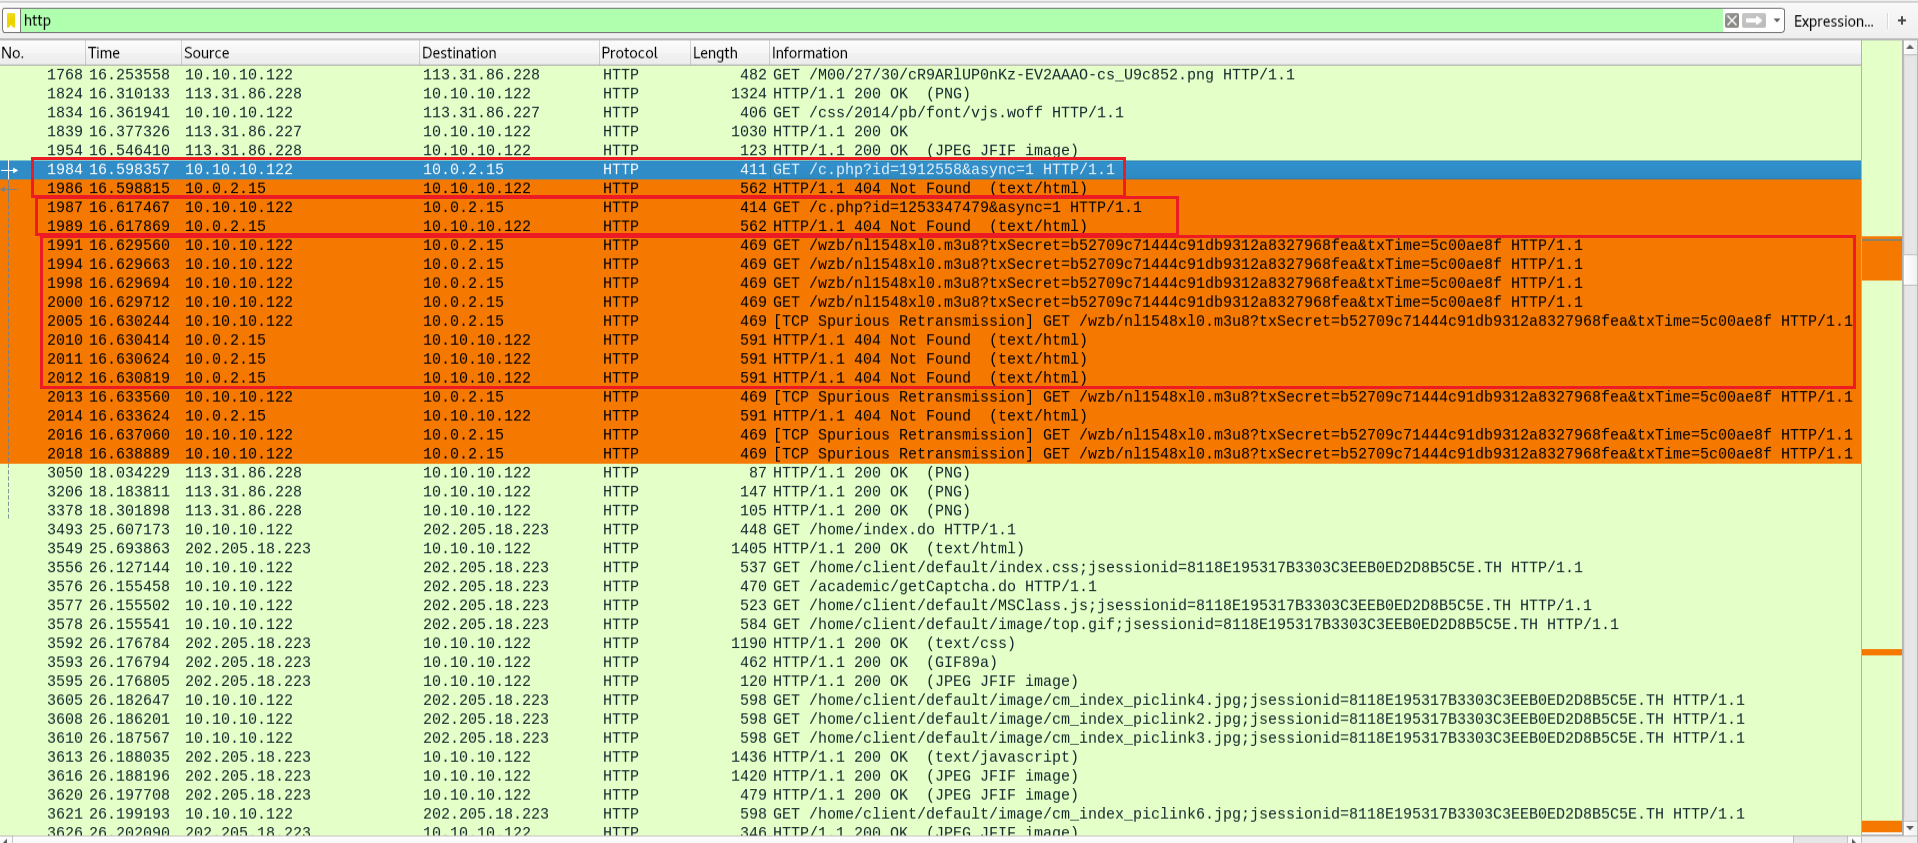 http Expression... +
No. Time Source Destination Protocol Length Information
1768 16.253558 10.10.10.122 113.31.86.228 HTTP 482 GET /M00/27/30/cR9ARlUP0nKz-EV2AAAO-cs_U9c852.png HTTP/1.1
1824 16.310133 113.31.86.228 10.10.10.122 HTTP 1324 HTTP/1.1 200 OK (PNG)
1834 16.361941 10.10.10.122 113.31.86.227 HTTP 406 GET /css/2014/pb/font/vjs.woff HTTP/1.1
1839 16.377326 113.31.86.227 10.10.10.122 HTTP 1030 HTTP/1.1 200 OK
1954 16.546410 113.31.86.228 10.10.10.122 HTTP 123 HTTP/1.1 200 OK (JPEG JFIF image)
1984 16.598357 10.10.10.122 10.0.2.15 HTTP 411 GET /c.php?id=1912558&async=1 HTTP/1.1
1986 16.598815 10.0.2.15 10.10.10.122 HTTP 562 HTTP/1.1 404 Not Found (text/html)
1987 16.617467 10.10.10.122 10.0.2.15 HTTP 414 GET /c.php?id=1253347479&async=1 HTTP/1.1
1989 16.617869 10.0.2.15 10.10.10.122 HTTP 562 HTTP/1.1 404 Not Found (text/html)
1991 16.629560 10.10.10.122 10.0.2.15 HTTP 469 GET /wzb/nl1548xl0.m3u8?txSecret=b52709c71444c91db9312a8327968fea&txTime=5c00ae8f HTTP/1.1
1994 16.629663 10.10.10.122 10.0.2.15 HTTP 469 GET /wzb/nl1548xl0.m3u8?txSecret=b52709c71444c91db9312a8327968fea&txTime=5c00ae8f HTTP/1.1
1998 16.629694 10.10.10.122 10.0.2.15 HTTP 469 GET /wzb/nl1548xl0.m3u8?txSecret=b52709c71444c91db9312a8327968fea&txTime=5c00ae8f HTTP/1.1
2000 16.629712 10.10.10.122 10.0.2.15 HTTP 469 GET /wzb/nl1548xl0.m3u8?txSecret=b52709c71444c91db9312a8327968fea&txTime=5c00ae8f HTTP/1.1
2005 16.630244 10.10.10.122 10.0.2.15 HTTP 469 [TCP Spurious Retransmission] GET /wzb/nl1548xl0.m3u8?txSecret=b52709c71444c91db9312a8327968fea&txTime=5c00ae8f HTTP/1.1
2010 16.630414 10.0.2.15 10.10.10.122 HTTP 591 HTTP/1.1 404 Not Found (text/html)
2011 16.630624 10.0.2.15 10.10.10.122 HTTP 591 HTTP/1.1 404 Not Found (text/html)
2012 16.630819 10.0.2.15 10.10.10.122 HTTP 591 HTTP/1.1 404 Not Found (text/html)
2013 16.633560 10.10.10.122 10.0.2.15 HTTP 469 [TCP Spurious Retransmission] GET /wzb/nl1548xl0.m3u8?txSecret=b52709c71444c91db9312a8327968fea&txTime=5c00ae8f HTTP/1.1
2014 16.633624 10.0.2.15 10.10.10.122 HTTP 591 HTTP/1.1 404 Not Found (text/html)
2016 16.637060 10.10.10.122 10.0.2.15 HTTP 469 [TCP Spurious Retransmission] GET /wzb/nl1548xl0.m3u8?txSecret=b52709c71444c91db9312a8327968fea&txTime=5c00ae8f HTTP/1.1
2018 16.638889 10.10.10.122 10.0.2.15 HTTP 469 [TCP Spurious Retransmission] GET /wzb/nl1548xl0.m3u8?txSecret=b52709c71444c91db9312a8327968fea&txTime=5c00ae8f HTTP/1.1
3050 18.034229 113.31.86.228 10.10.10.122 HTTP 87 HTTP/1.1 200 OK (PNG)
3206 18.183811 113.31.86.228 10.10.10.122 HTTP 147 HTTP/1.1 200 OK (PNG)
3378 18.301898 113.31.86.228 10.10.10.122 HTTP 105 HTTP/1.1 200 OK (PNG)
3493 25.607173 10.10.10.122 202.205.18.223 HTTP 448 GET /home/index.do HTTP/1.1
3549 25.693863 202.205.18.223 10.10.10.122 HTTP 1405 HTTP/1.1 200 OK (text/html)
3556 26.127144 10.10.10.122 202.205.18.223 HTTP 537 GET /home/client/default/index.css;jsessionid=8118E195317B3303C3EEB0ED2D8B5C5E.TH HTTP/1.1
3576 26.155458 10.10.10.122 202.205.18.223 HTTP 470 GET /academic/getCaptcha.do HTTP/1.1
3577 26.155502 10.10.10.122 202.205.18.223 HTTP 523 GET /home/client/default/MSClass.js;jsessionid=8118E195317B3303C3EEB0ED2D8B5C5E.TH HTTP/1.1
3578 26.155541 10.10.10.122 202.205.18.223 HTTP 584 GET /home/client/default/image/top.gif;jsessionid=8118E195317B3303C3EEB0ED2D8B5C5E.TH HTTP/1.1
3592 26.176784 202.205.18.223 10.10.10.122 HTTP 1190 HTTP/1.1 200 OK (text/css)
3593 26.176794 202.205.18.223 10.10.10.122 HTTP 462 HTTP/1.1 200 OK (GIF89a)
3595 26.176805 202.205.18.223 10.10.10.122 HTTP 120 HTTP/1.1 200 OK (JPEG JFIF image)
3605 26.182647 10.10.10.122 202.205.18.223 HTTP 598 GET /home/client/default/image/cm_index_piclink4.jpg;jsessionid=8118E195317B3303C3EEB0ED2D8B5C5E.TH HTTP/1.1
3608 26.186201 10.10.10.122 202.205.18.223 HTTP 598 GET /home/client/default/image/cm_index_piclink2.jpg;jsessionid=8118E195317B3303C3EEB0ED2D8B5C5E.TH HTTP/1.1
3610 26.187567 10.10.10.122 202.205.18.223 HTTP 598 GET /home/client/default/image/cm_index_piclink3.jpg;jsessionid=8118E195317B3303C3EEB0ED2D8B5C5E.TH HTTP/1.1
3613 26.188035 202.205.18.223 10.10.10.122 HTTP 1436 HTTP/1.1 200 OK (text/javascript)
3616 26.188196 202.205.18.223 10.10.10.122 HTTP 1420 HTTP/1.1 200 OK (JPEG JFIF image)
3620 26.197708 202.205.18.223 10.10.10.122 HTTP 479 HTTP/1.1 200 OK (JPEG JFIF image)
3621 26.199193 10.10.10.122 202.205.18.223 HTTP 598 GET /home/client/default/image/cm_index_piclink6.jpg;jsessionid=8118E195317B3303C3EEB0ED2D8B5C5E.TH HTTP/1.1
3626 26.202090 202.205.18.223 10.10.10.122 HTTP 346 HTTP/1.1 200 OK (JPEG JFIF image)